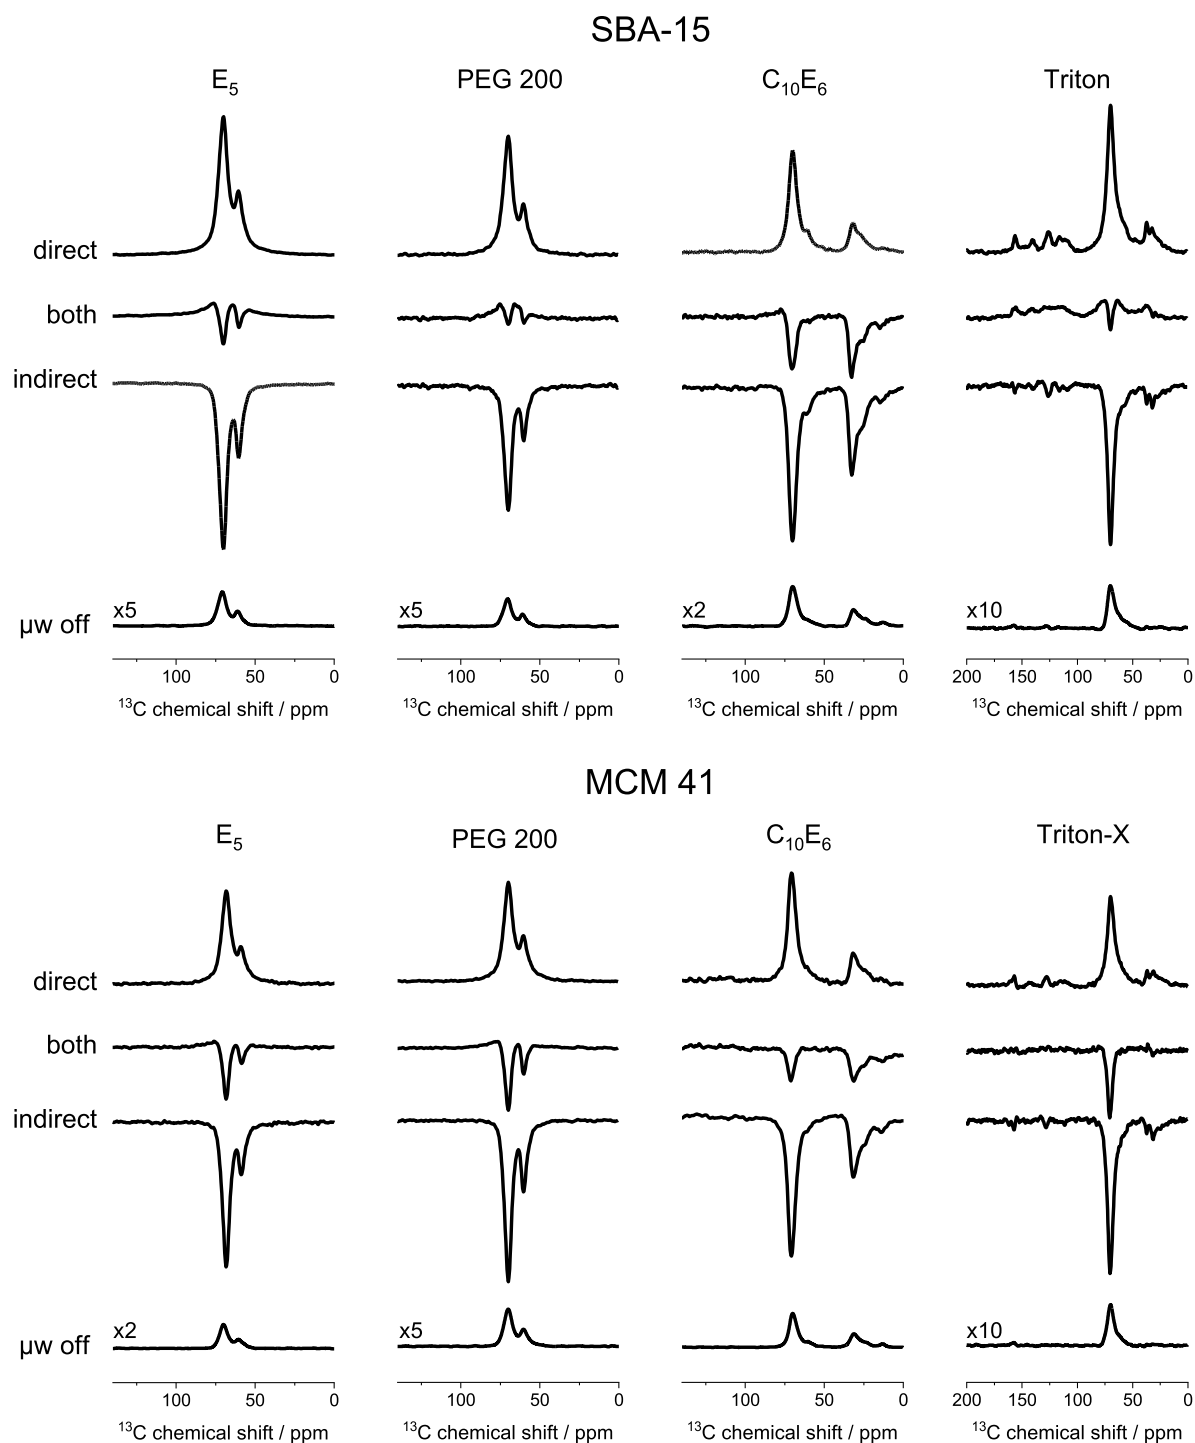 SBA-15
E₅ PEG 200 C₁₀E₆ Triton
direct
both
indirect
x5 x5 x2 x10
µw off
100 50 0 100 50 0 100 50 0 200 150 100 50 0
¹³C chemical shift / ppm ¹³C chemical shift / ppm ¹³C chemical shift / ppm ¹³C chemical shift / ppm
MCM 41
E₅ PEG 200 C₁₀E₆ Triton-X
direct
both
indirect
x2 x5 x10
µw off
100 50 0 100 50 0 100 50 0 200 150 100 50 0
¹³C chemical shift / ppm ¹³C chemical shift / ppm ¹³C chemical shift / ppm ¹³C chemical shift / ppm